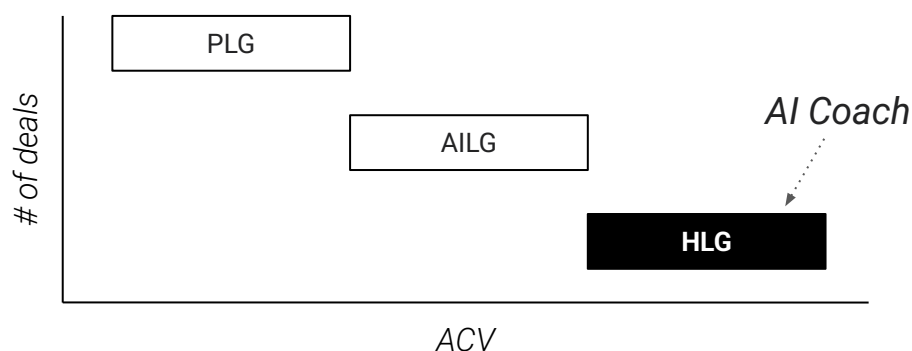 PLG
# of deals
AILG
AI Coach
HLG
ACV